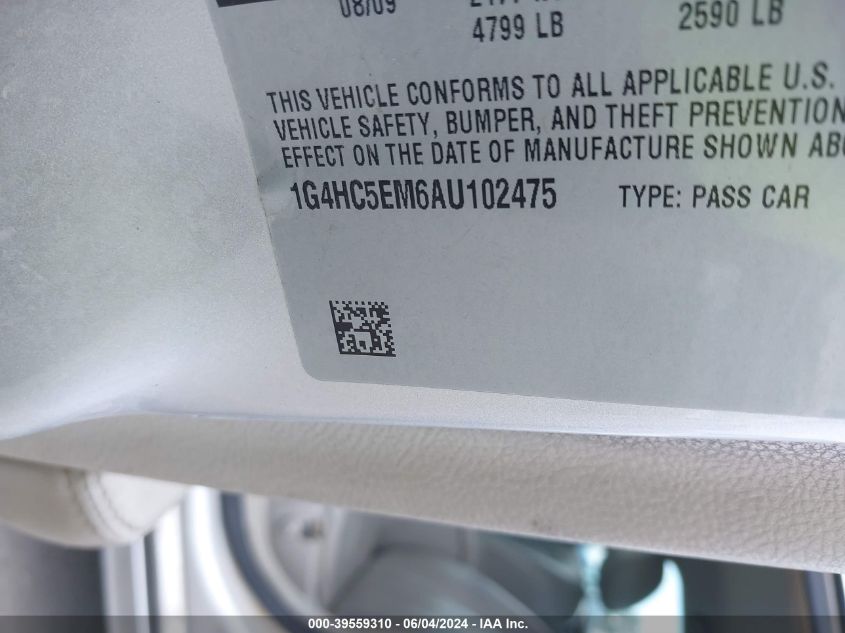 08/09
4799 LB
2590 LB
THIS VEHICLE CONFORMS TO ALL APPLICABLE U.S.
VEHICLE SAFETY, BUMPER, AND THEFT PREVENTION
EFFECT ON THE DATE OF MANUFACTURE SHOWN ABO
1G4HC5EM6AU102475 TYPE: PASS CAR
000-39559310 - 06/04/2024 - IAA Inc.